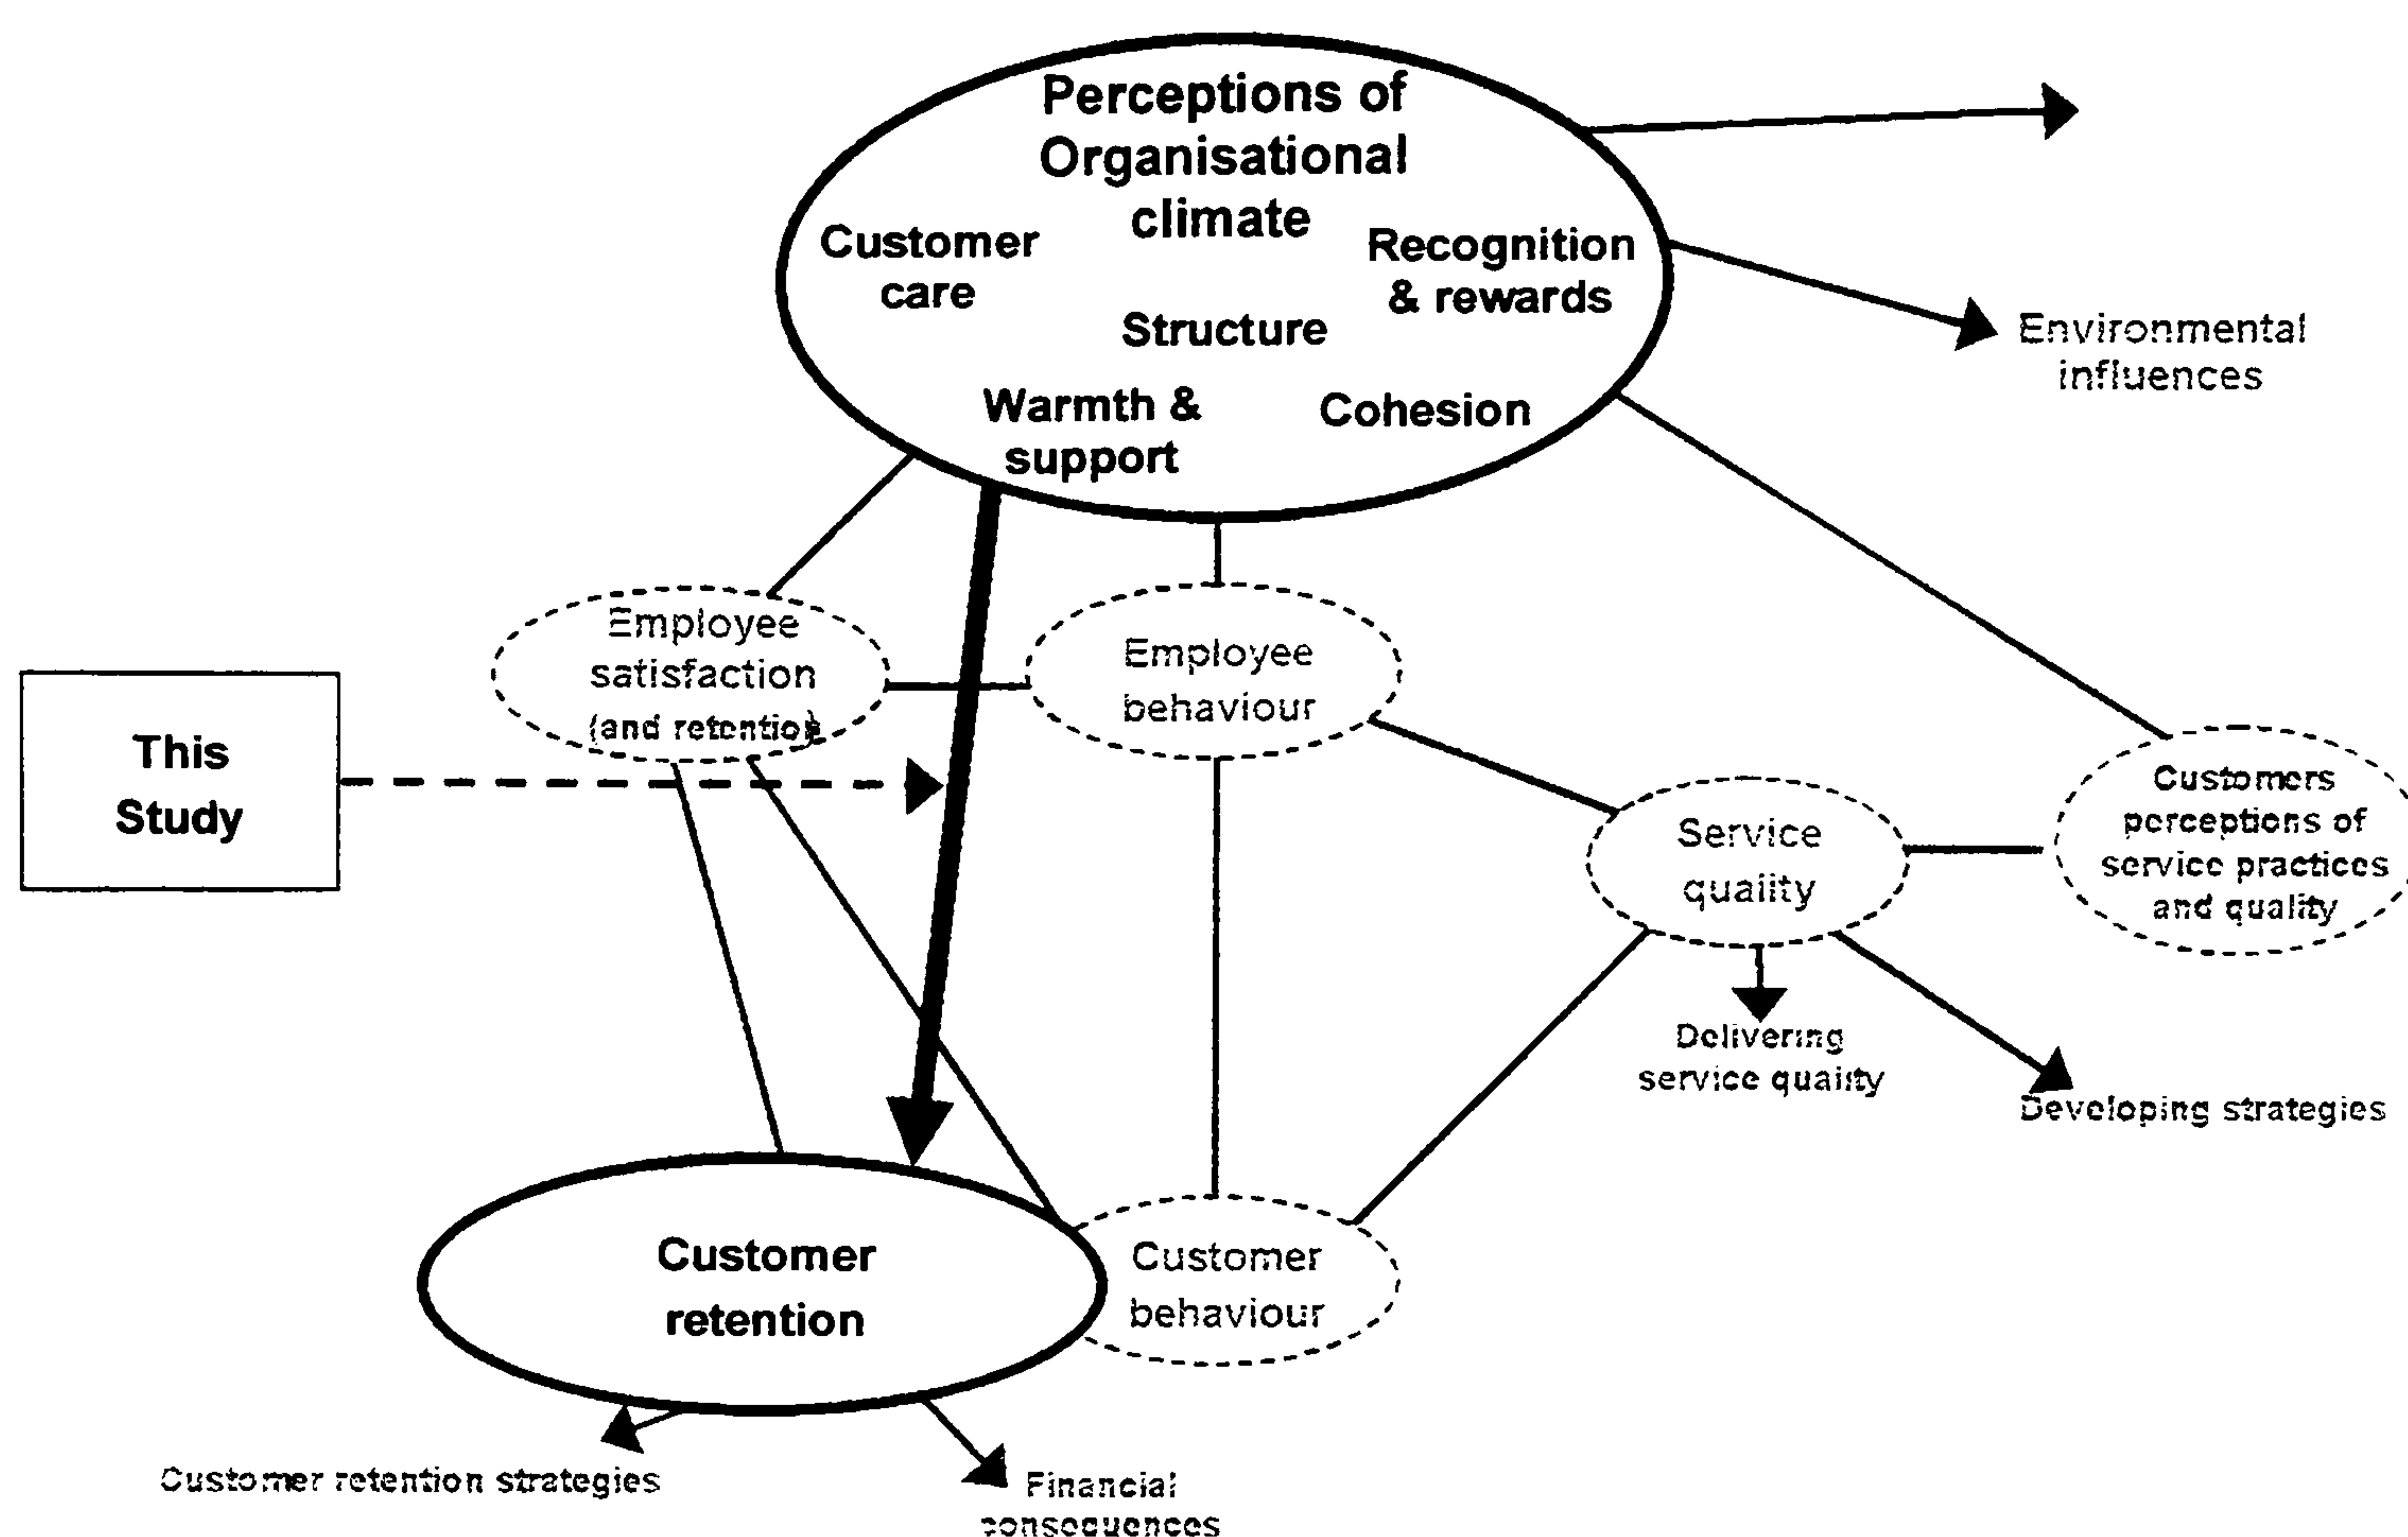 Perceptions of
Organisational
climate
Customer
care
Recognition
& rewards
Structure
Warmth &
support
Cohesion
Environmental
influences
Employee
satisfaction
(and retention)
Employee
behaviour
This
Study
Service
quality
Customers
perceptions of
service practices
and quality
Delivering
service quality
Developing strategies
Customer
retention
Customer
behaviour
Customer retention strategies
Financial
consequences